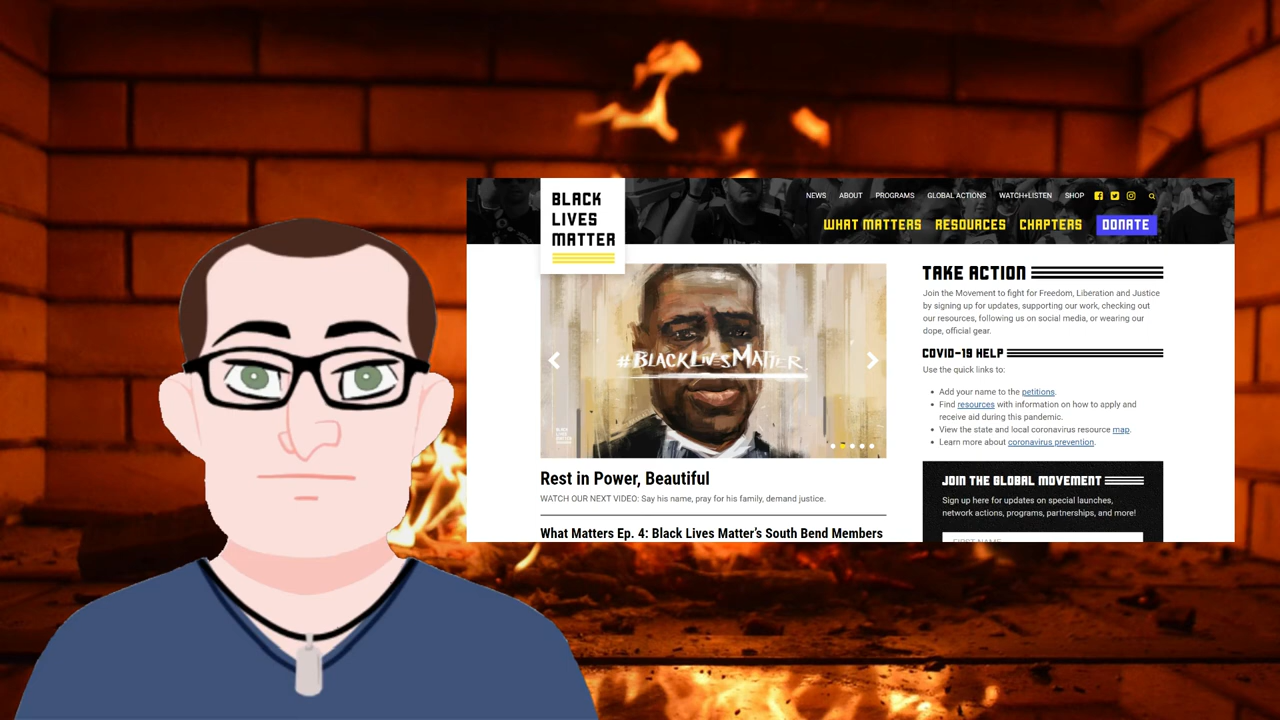 BLACK
LIVES
MATTER
NEWS ABOUT PROGRAMS GLOBAL ACTIONS WATCH+LISTEN SHOP
WHAT MATTERS RESOURCES CHAPTERS DONATE
#BLACKLIVESMATTER
Rest in Power, Beautiful
WATCH OUR NEXT VIDEO: Say his name, pray for his family, demand justice.
What Matters Ep. 4: Black Lives Matter's South Bend Members
TAKE ACTION
Join the Movement to fight for Freedom, Liberation and Justice
by signing up for updates, supporting our work, checking out
our resources, following us on social media, or wearing our
dope, official gear.
COVID-19 HELP
Use the quick links to:
Add your name to the petitions.
Find resources with information on how to apply and
receive aid during this pandemic.
View the state and local coronavirus resource map.
Learn more about coronavirus prevention.
JOIN THE GLOBAL MOVEMENT
Sign up here for updates on special launches,
network actions, programs, partnerships, and more!